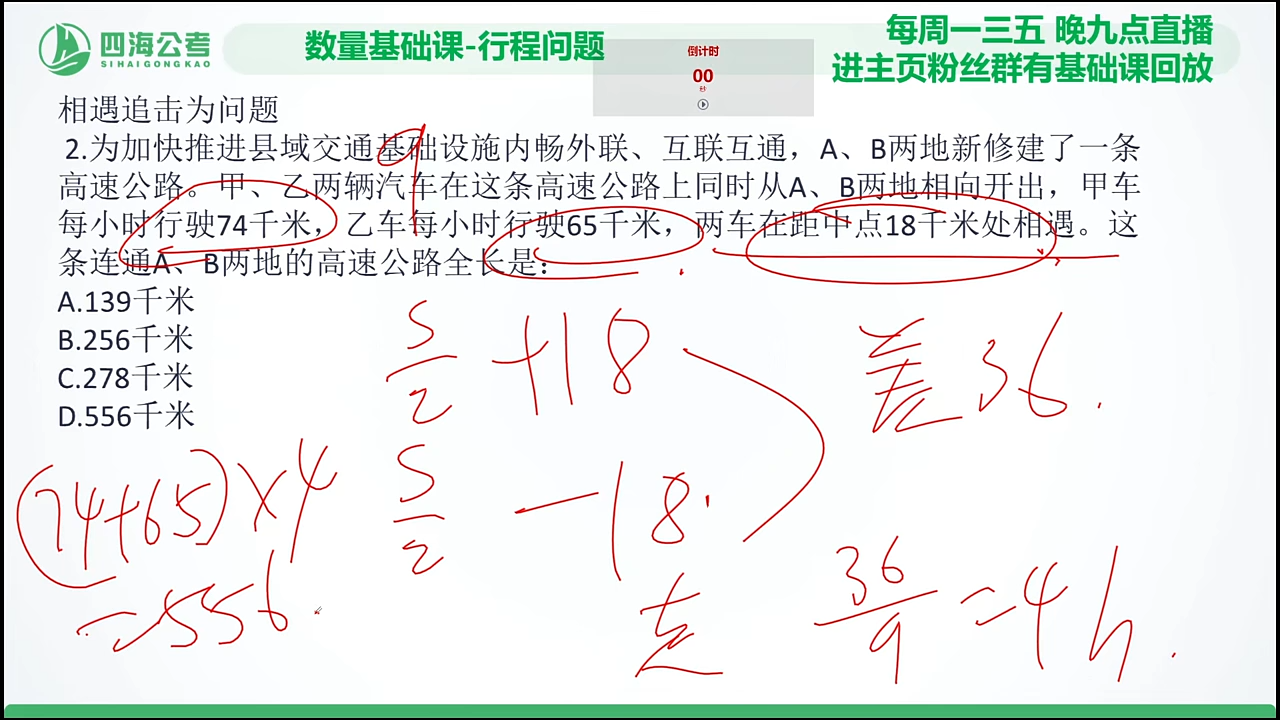 四海公考
SIHAIGONGKAO
数量基础课-行程问题
倒计时
00
秒
每周一三五 晚九点直播
进主页粉丝群有基础课回放
相遇追击为问题
2.为加快推进县域交通基础设施内畅外联、互联互通，A、B两地新修建了一条
高速公路。甲、乙两辆汽车在这条高速公路上同时从A、B两地相向开出，甲车
每小时行驶74千米，乙车每小时行驶65千米，两车在距中点18千米处相遇。这
条连通A、B两地的高速公路全长是：
A.139千米
B.256千米
C.278千米
D.556千米
9
S/2 +18
S/2 -18
差36
36/9 =4h
(74+65)×4
=556